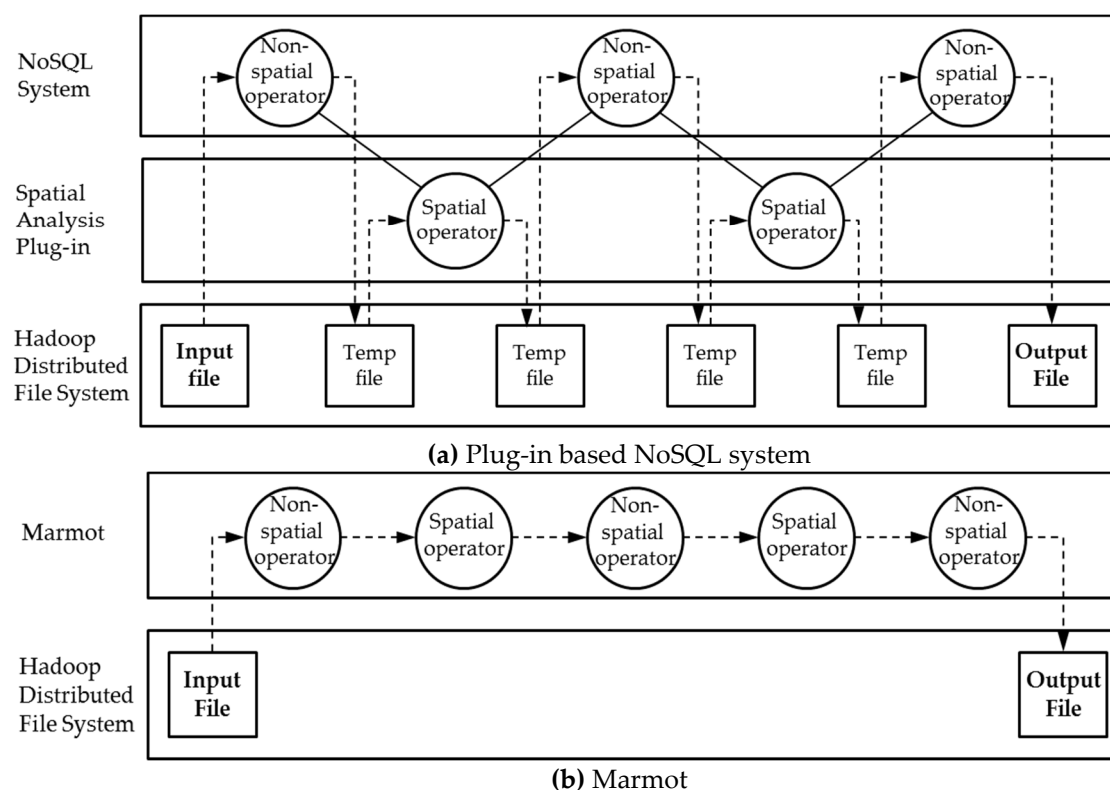 NoSQL
System
Non-
spatial
operator
Non-
spatial
operator
Non-
spatial
operator
Spatial
Analysis
Plug-in
Spatial
operator
Spatial
operator
Hadoop
Distributed
File System
Input
file
Temp
file
Temp
file
Temp
file
Temp
file
Output
File
(a) Plug-in based NoSQL system
Marmot
Non-
spatial
operator
Spatial
operator
Non-
spatial
operator
Spatial
operator
Non-
spatial
operator
Hadoop
Distributed
File System
Input
File
Output
File
(b) Marmot